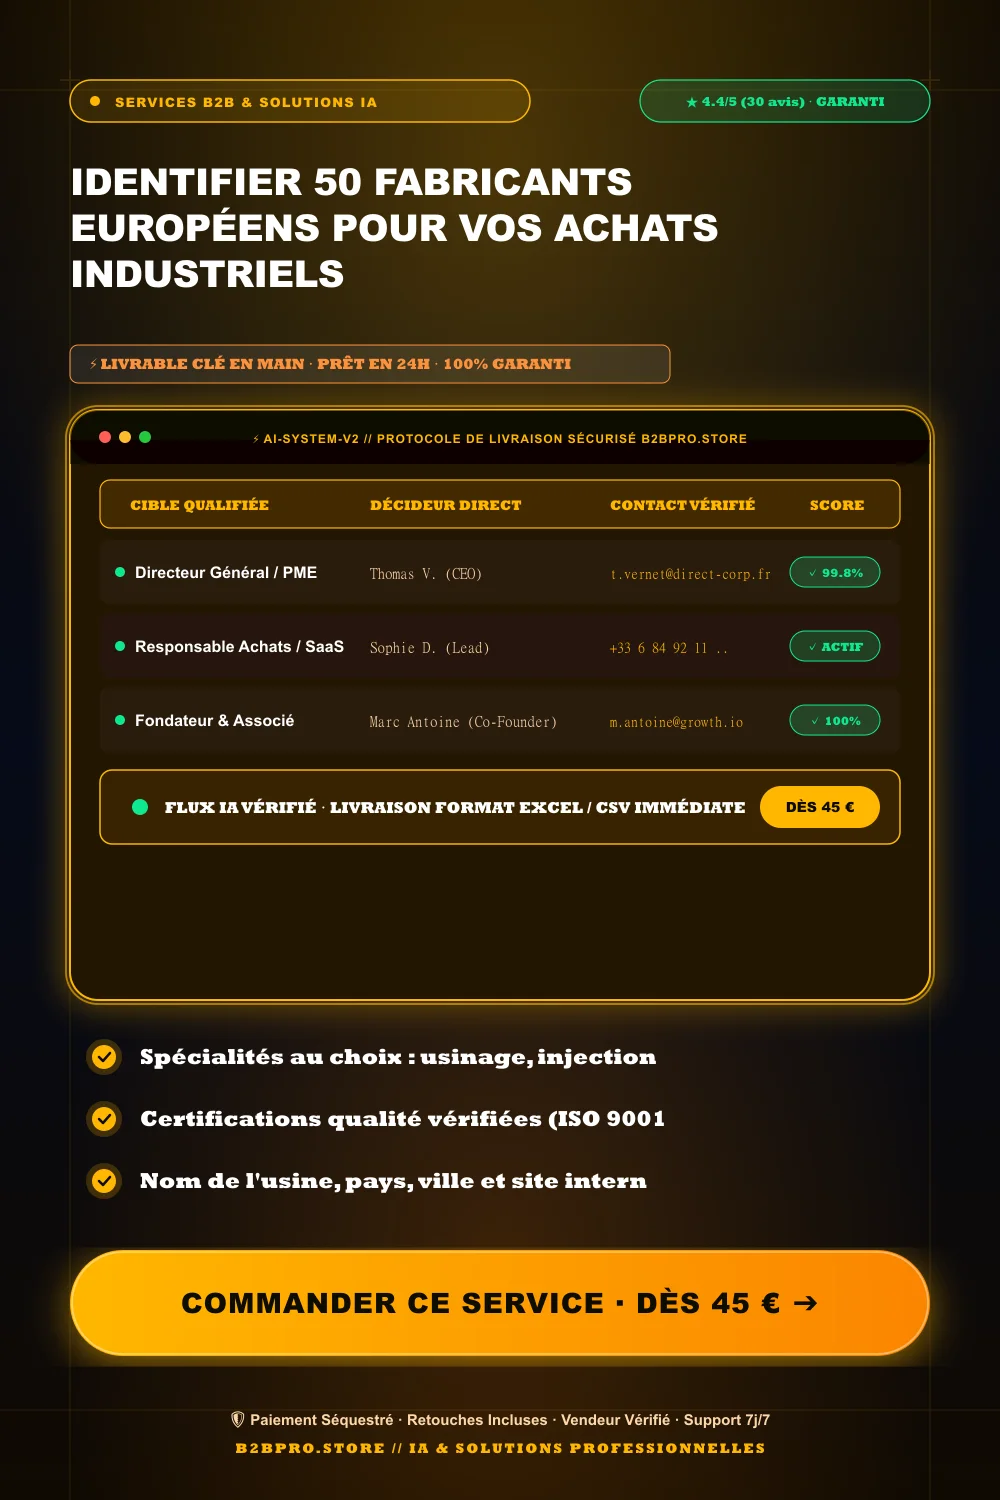 SERVICES B2B & SOLUTIONS IA
★ 4.4/5 (30 avis) · GARANTI
IDENTIFIER 50 FABRICANTS
EUROPÉENS POUR VOS ACHATS
INDUSTRIELS
⚡ LIVRABLE CLÉ EN MAIN · PRÊT EN 24H · 100% GARANTI
⚡ AI-SYSTEM-V2 // PROTOCOLE DE LIVRAISON SÉCURISÉ B2BPRO.STORE
CIBLE QUALIFIÉE DÉCIDEUR DIRECT CONTACT VÉRIFIÉ SCORE
Directeur Général / PME Thomas V. (CEO) t.vernet@direct-corp.fr ✓ 99.8%
Responsable Achats / SaaS Sophie D. (Lead) +33 6 84 92 11 .. ✓ ACTIF
Fondateur & Associé Marc Antoine (Co-Founder) m.antoine@growth.io ✓ 100%
FLUX IA VÉRIFIÉ · LIVRAISON FORMAT EXCEL / CSV IMMÉDIATE DÈS 45 €
Spécialités au choix : usinage, injection
Certifications qualité vérifiées (ISO 9001
Nom de l'usine, pays, ville et site intern
COMMANDER CE SERVICE · DÈS 45 € →
🛡 Paiement Séquestré · Retouches Incluses · Vendeur Vérifié · Support 7j/7
B2BPRO.STORE // IA & SOLUTIONS PROFESSIONNELLES